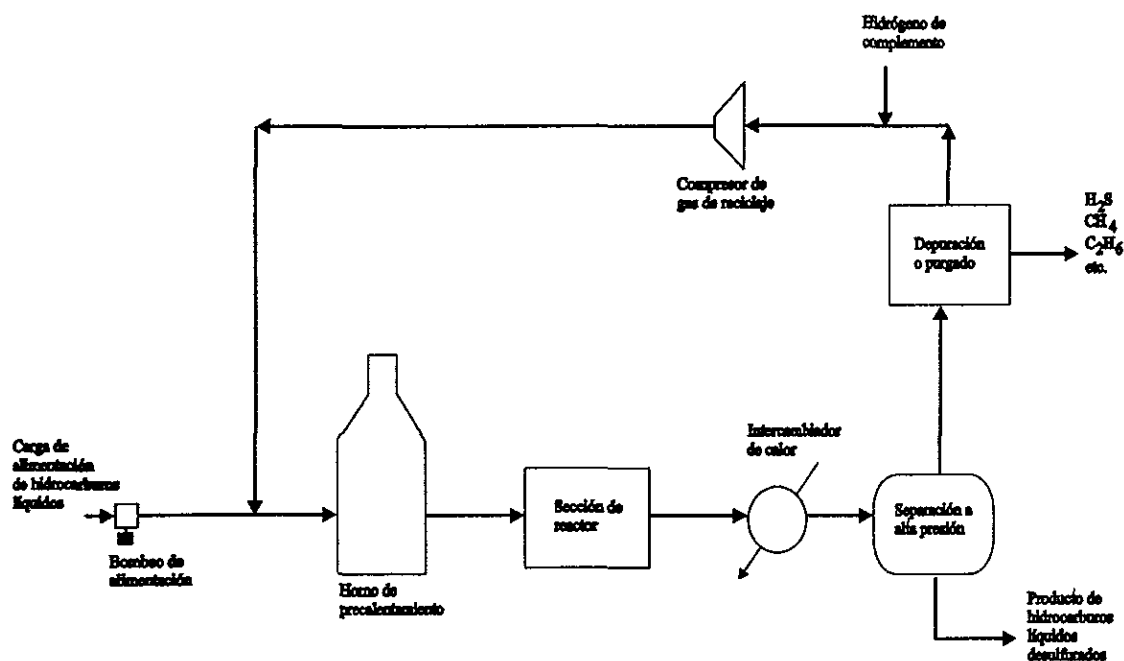 Hidrógeno de
complemento
Compresor de
gas de reciclaje
Depuración
o purgado
H2S
CH4
C2H6
etc.
Carga de
alimentación
de hidrocarburos
líquidos
Bombeo de
alimentación
Horno de
precalentamiento
Sección de
reactor
Intercambiador
de calor
Separación a
alta presión
Producto de
hidrocarburos
líquidos
desulfurados